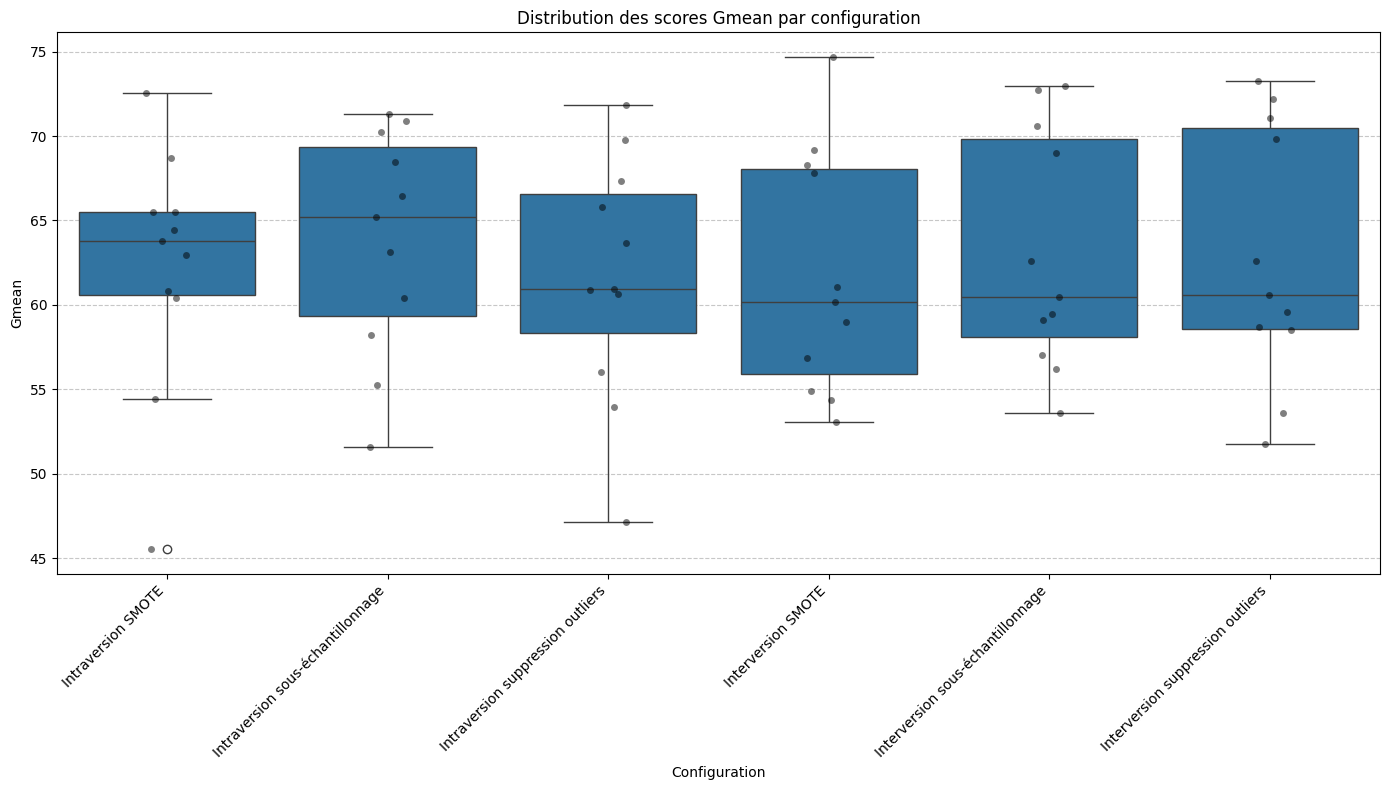 Distribution des scores Gmean par configuration
75
70
65
60
55
50
45
Gmean
Intraversion SMOTE
Intraversion sous-échantillonnage
Intraversion suppression outliers
Interversion SMOTE
Interversion sous-échantillonnage
Interversion suppression outliers
Configuration